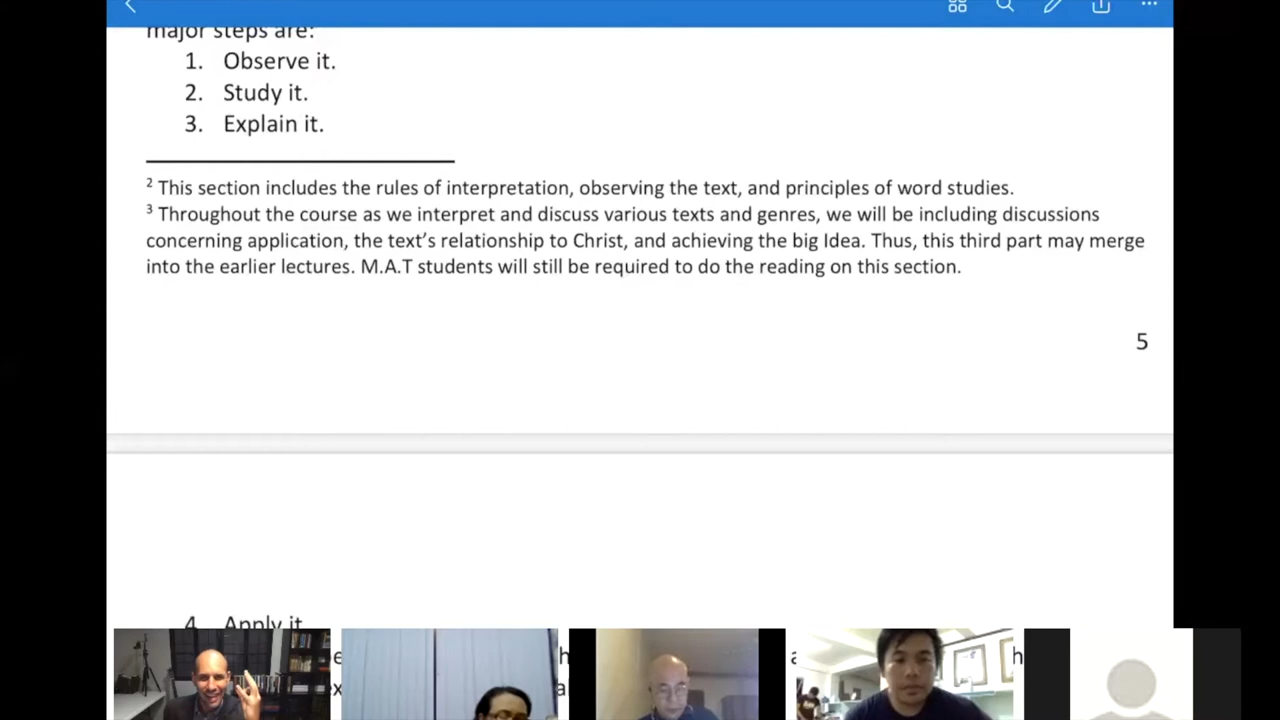 major steps are:
1. Observe it.
2. Study it.
3. Explain it.
2 This section includes the rules of interpretation, observing the text, and principles of word studies.
3 Throughout the course as we interpret and discuss various texts and genres, we will be including discussions
concerning application, the text’s relationship to Christ, and achieving the big Idea. Thus, this third part may merge
into the earlier lectures. M.A.T students will still be required to do the reading on this section.
5
4. Apply it